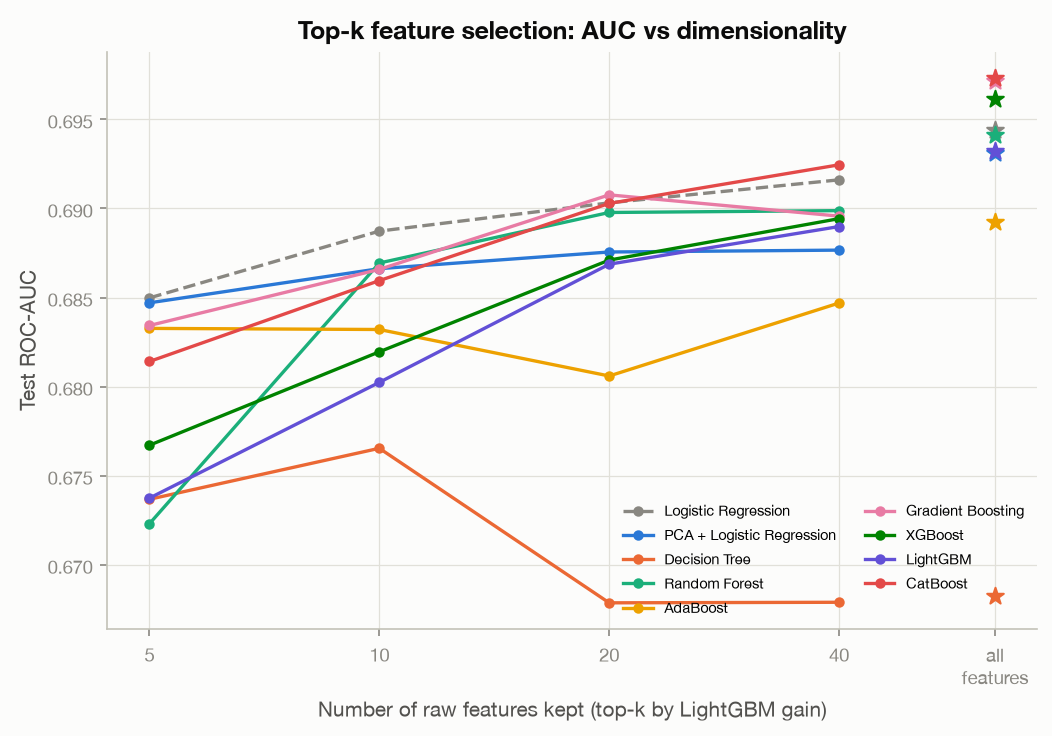 Top-k feature selection: AUC vs dimensionality
Test ROC-AUC
0.695
0.690
0.685
0.680
0.675
0.670
Logistic Regression
PCA + Logistic Regression
Decision Tree
Random Forest
AdaBoost
Gradient Boosting
XGBoost
LightGBM
CatBoost
5
10
20
40
all
features
Number of raw features kept (top-k by LightGBM gain)